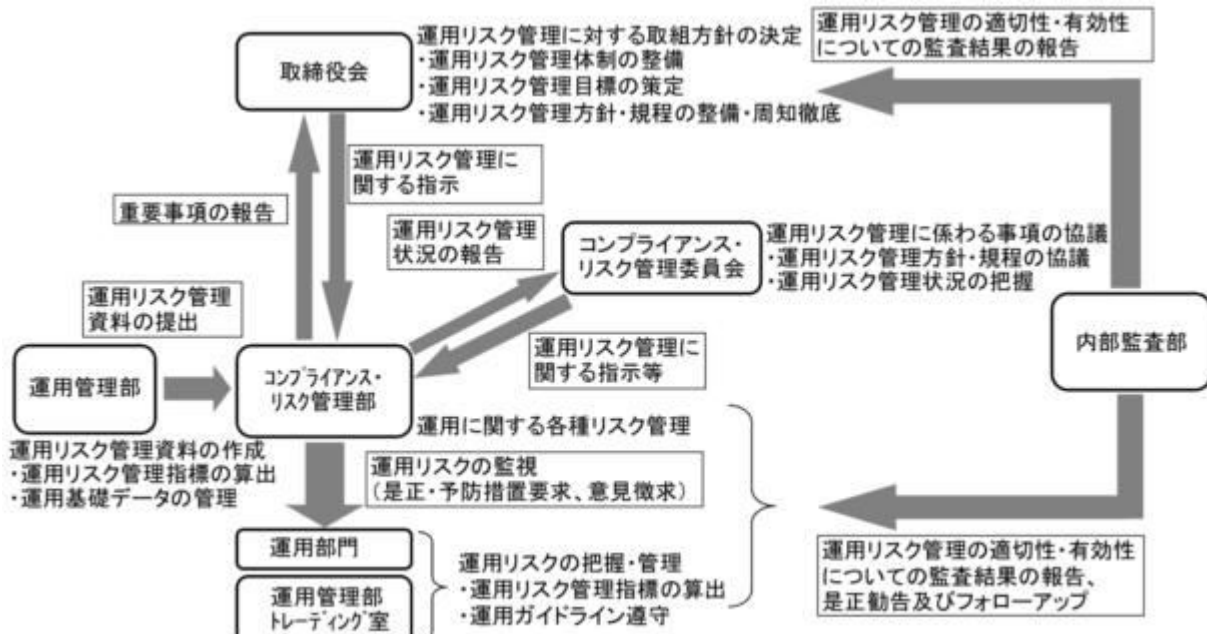 取締役会
運用リスク管理に対する取組方針の決定
・運用リスク管理体制の整備
・運用リスク管理目標の策定
・運用リスク管理方針・規程の整備・周知徹底
運用リスク管理の適切性・有効性
についての監査結果の報告
運用リスク管理に
関する指示
重要事項の報告
運用リスク管理
状況の報告
コンプライアンス・
リスク管理委員会
運用リスク管理に係わる事項の協議
・運用リスク管理方針・規程の協議
・運用リスク管理状況の把握
運用リスク管理
資料の提出
運用リスク管理に
関する指示等
内部監査部
運用管理部
コンプライアンス・
リスク管理部
運用に関する各種リスク管理
運用リスク管理資料の作成
・運用リスク管理指標の算出
・運用基礎データの管理
運用リスクの監視
(是正・予防措置要求、意見徴求)
運用部門
運用管理部
トレーディング室
運用リスクの把握・管理
・運用リスク管理指標の算出
・運用ガイドライン遵守
運用リスク管理の適切性・有効性
についての監査結果の報告、
是正勧告及びフォローアップ